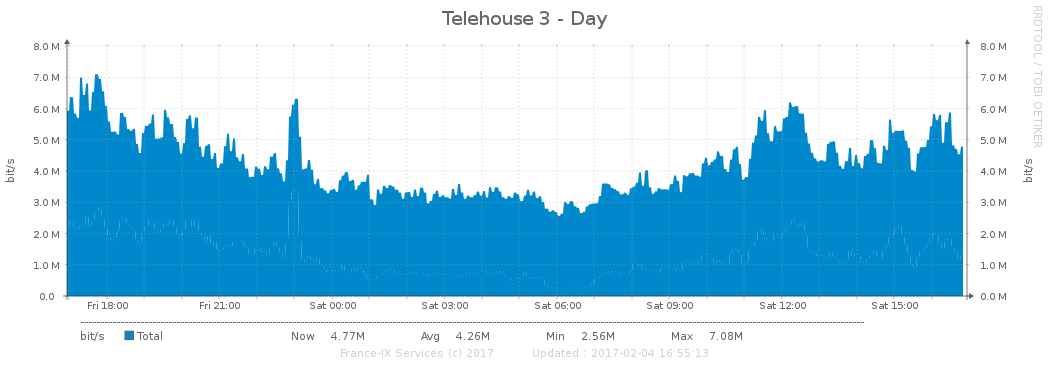 Telehouse 3 - Day
RRDTOOL / TOBI OETIKER
bit/s
8.0 M 8.0 M
7.0 M 7.0 M
6.0 M 6.0 M
5.0 M 5.0 M
4.0 M 4.0 M
3.0 M 3.0 M
2.0 M 2.0 M
1.0 M 1.0 M
0.0 0.0 M
bit/s
Fri 18:00 Fri 21:00 Sat 00:00 Sat 03:00 Sat 06:00 Sat 09:00 Sat 12:00 Sat 15:00
bit/s Total Now 4.77M Avg 4.26M Min 2.56M Max 7.08M
France-IX Services (c) 2017 Updated : 2017-02-04 16:55:13